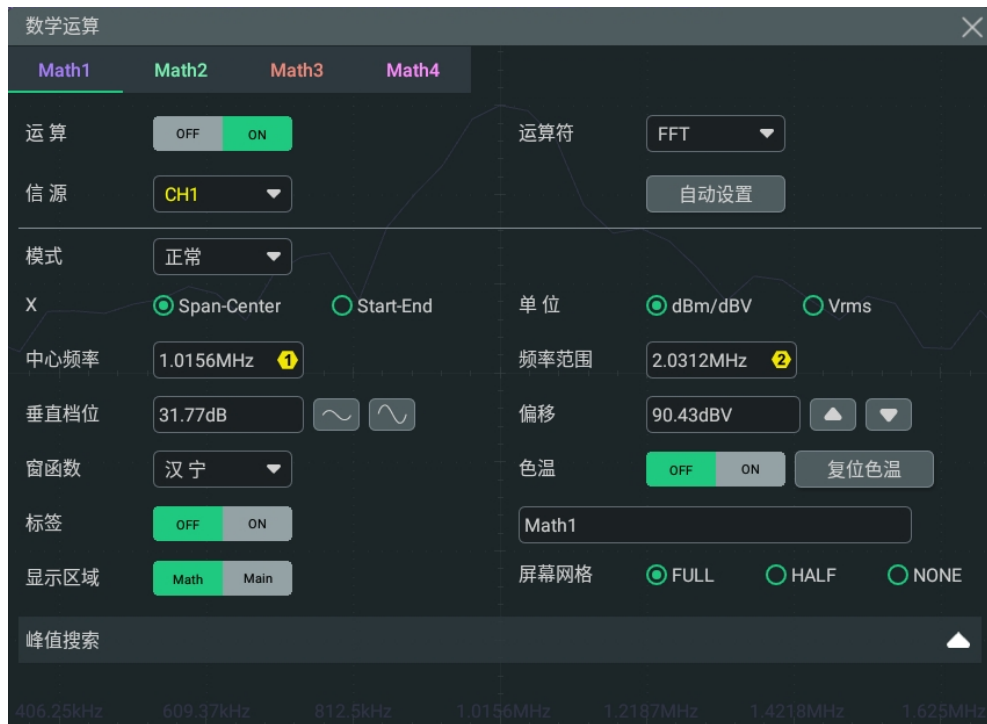 数学运算
Math1 Math2 Math3 Math4
运算 OFF ON 运算符 FFT
信源 CH1 自动设置
模式 正常
X Span-Center Start-End 单位 dBm/dBV Vrms
中心频率 1.0156MHz 1 频率范围 2.0312MHz 2
垂直档位 31.77dB 偏移 90.43dBV
窗函数 汉宁 色温 OFF ON 复位色温
标签 OFF ON Math1
显示区域 Math Main 屏幕网格 FULL HALF NONE
峰值搜索
406.25kHz 609.37kHz 812.5kHz 1.0156MHz 1.2187MHz 1.4218MHz 1.625MHz